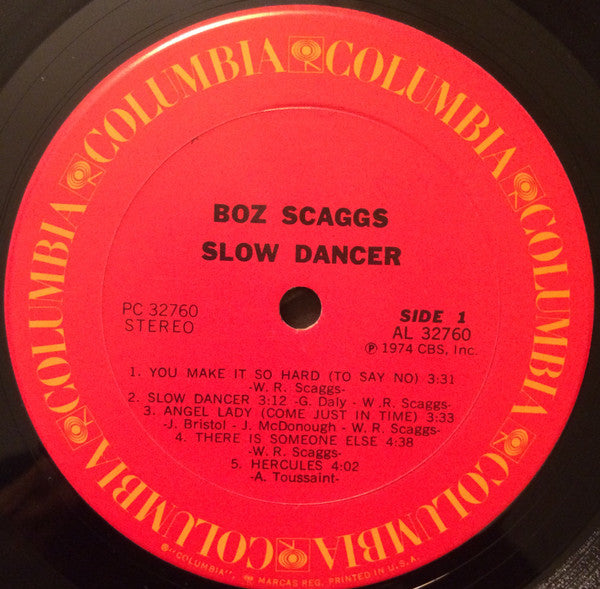 COLUMBIA COLUMBIA COLUMBIA COLUMBIA COLUMBIA COLUMBIA
BOZ SCAGGS
SLOW DANCER
PC 32760
STEREO
SIDE 1
AL 32760
℗ 1974 CBS, Inc.
1. YOU MAKE IT SO HARD (TO SAY NO) 3:31
-W. R. Scaggs-
2. SLOW DANCER 3:12 -G. Daly - W .R. Scaggs-
3. ANGEL LADY (COME JUST IN TIME) 3:33
-J. Bristol - J. McDonough - W.R. Scaggs-
4. THERE IS SOMEONE ELSE 4:38
-W. R. Scaggs-
5. HERCULES 4:02
-A. Toussaint-
®"COLUMBIA", MARCAS REG. PRINTED IN U.S.A.